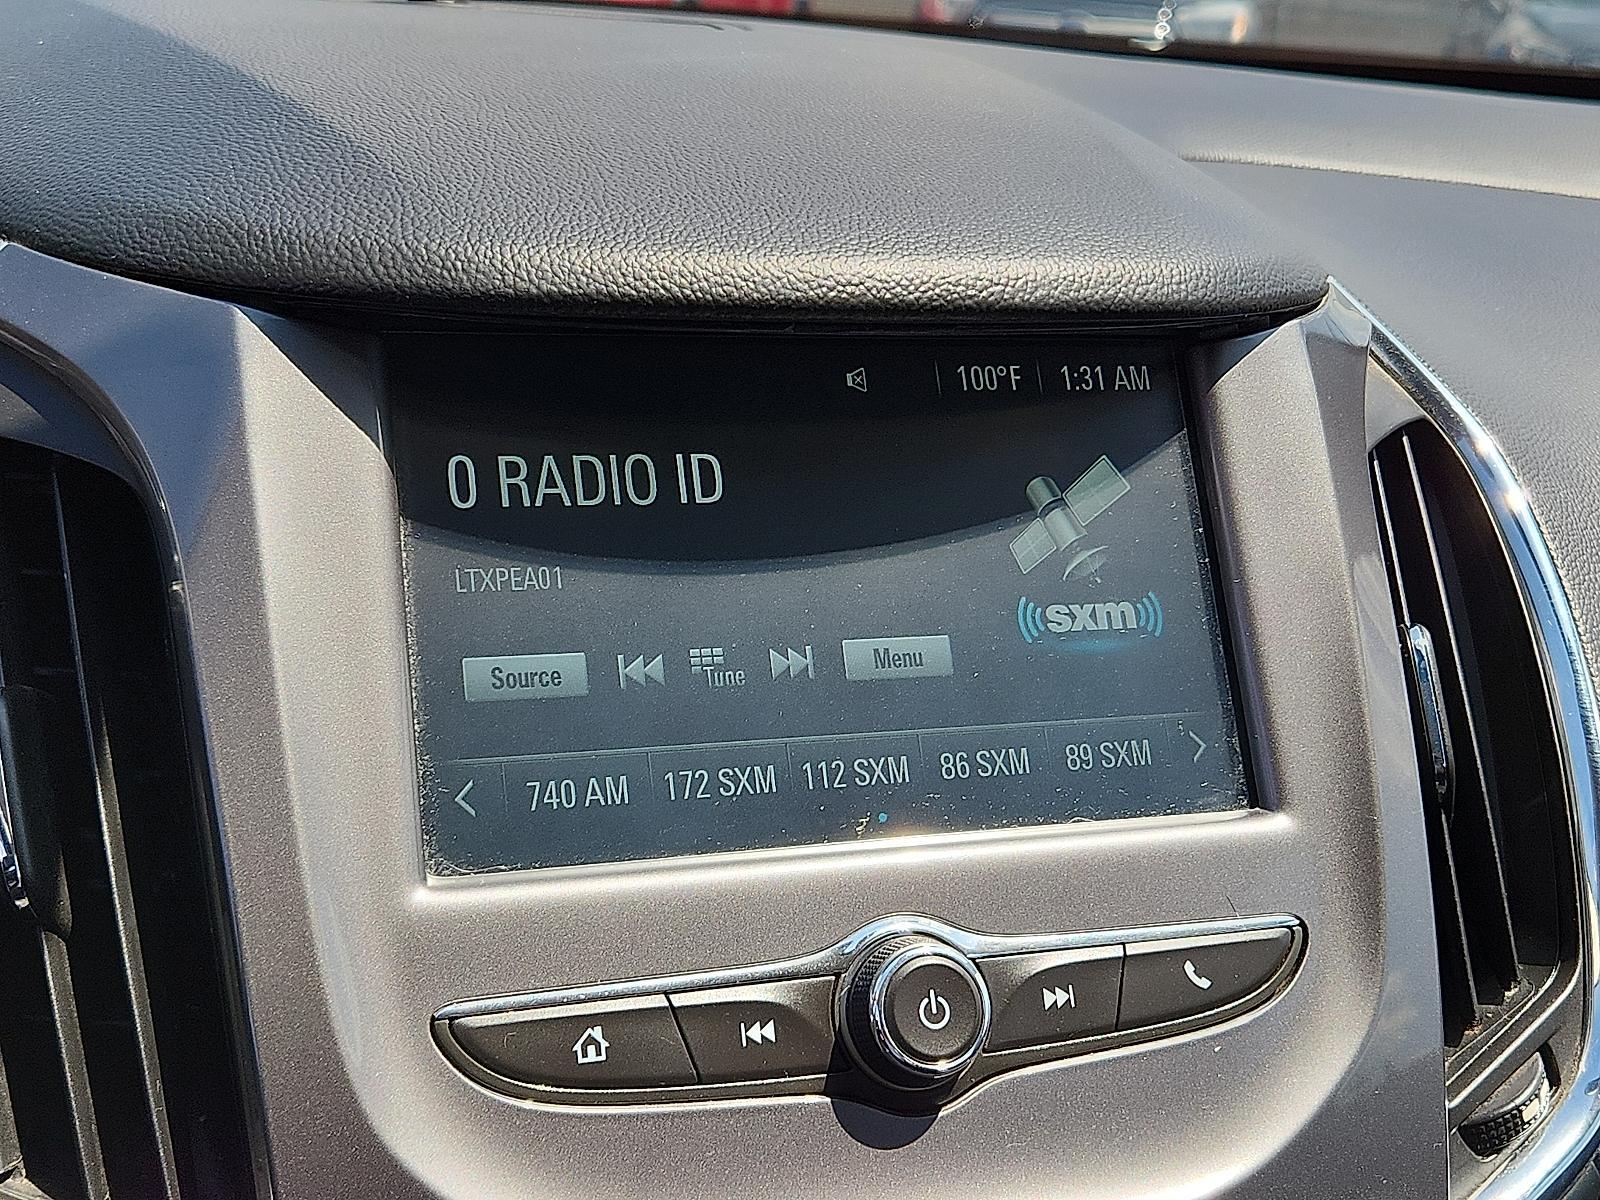 100°F 1:31 AM
0 RADIO ID
LTXPEA01
sxm
Source Tune Menu
740 AM 172 SXM 112 SXM 86 SXM 89 SXM